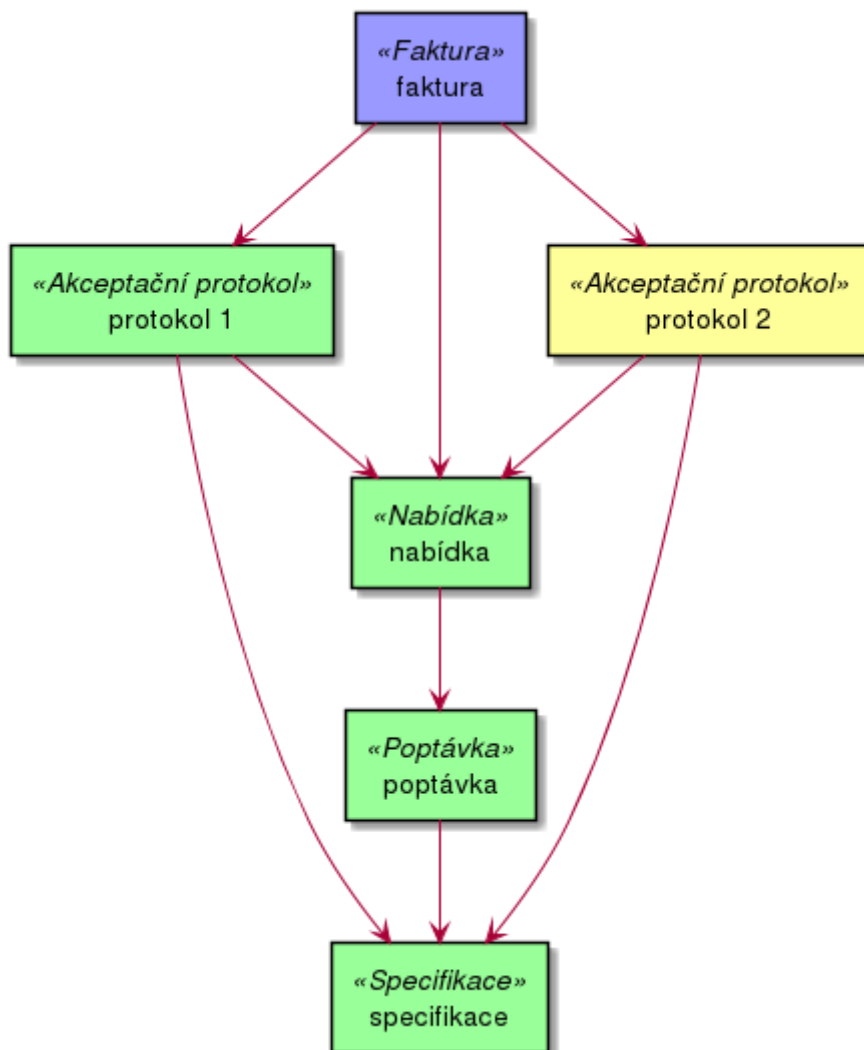 «Faktura»
faktura
«Akceptační protokol»
protokol 1
«Akceptační protokol»
protokol 2
«Nabídka»
nabídka
«Poptávka»
poptávka
«Specifikace»
specifikace